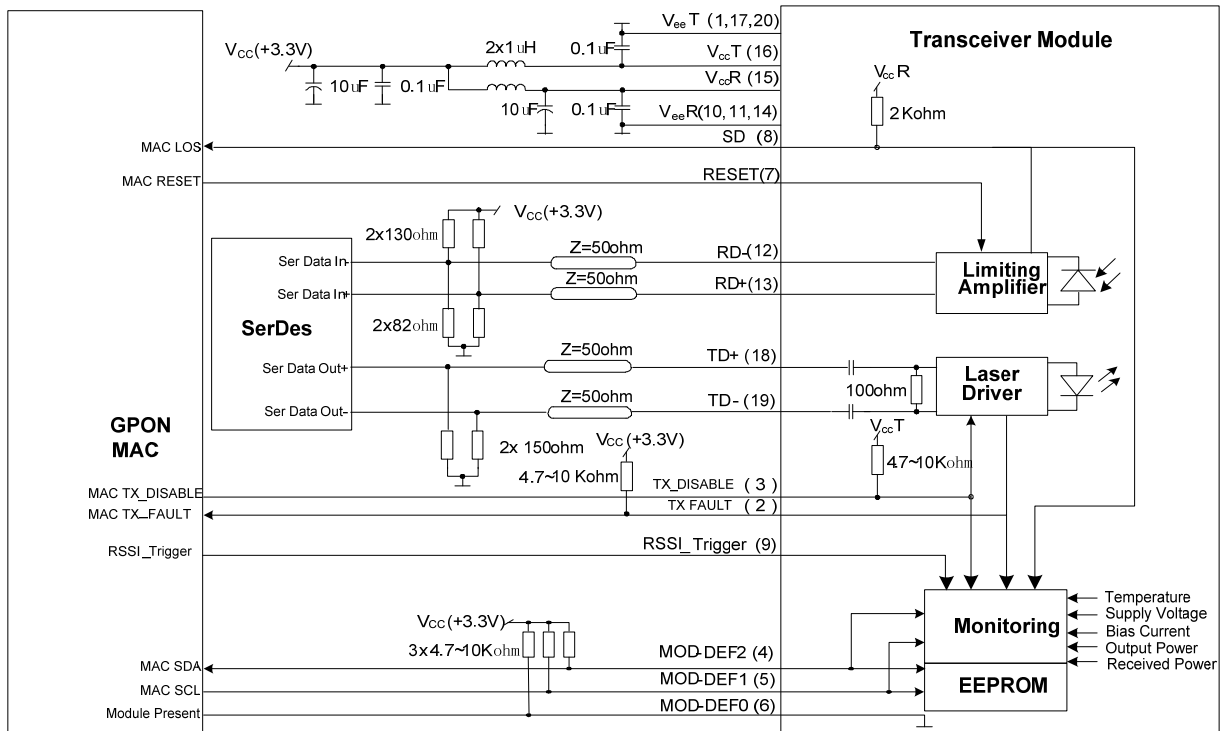 VeeT (1,17,20)
Transceiver Module
VCC(+3.3V)
2x1uH
0.1uF
VccT (16)
VccR (15)
VccR
10uF
0.1uF
10uF
0.1uF
VeeR(10,11,14)
2Kohm
SD (8)
MAC LOS
MAC RESET
RESET(7)
VCC(+3.3V)
2x130ohm
Z=50ohm
RD-(12)
Ser Data In-
Z=50ohm
RD+(13)
Ser Data In+
Limiting
Amplifier
SerDes
2x82ohm
Z=50ohm
TD+(18)
Ser Data Out+
Laser
Driver
100ohm
Z=50ohm
TD-(19)
Ser Data Out-
GPON
MAC
2x 150ohm
VCC(+3.3V)
VccT
4.7~10 Kohm
4.7~10Kohm
MAC TX_DISABLE
TX_DISABLE (3)
MAC TX_FAULT
TX FAULT (2)
RSSI_Trigger
RSSI_Trigger (9)
VCC(+3.3V)
3x4.7~10Kohm
Monitoring
Temperature
Supply Voltage
Bias Current
Output Power
Received Power
MAC SDA
MOD-DEF2 (4)
MAC SCL
MOD-DEF1 (5)
EEPROM
Module Present
MOD-DEF0 (6)